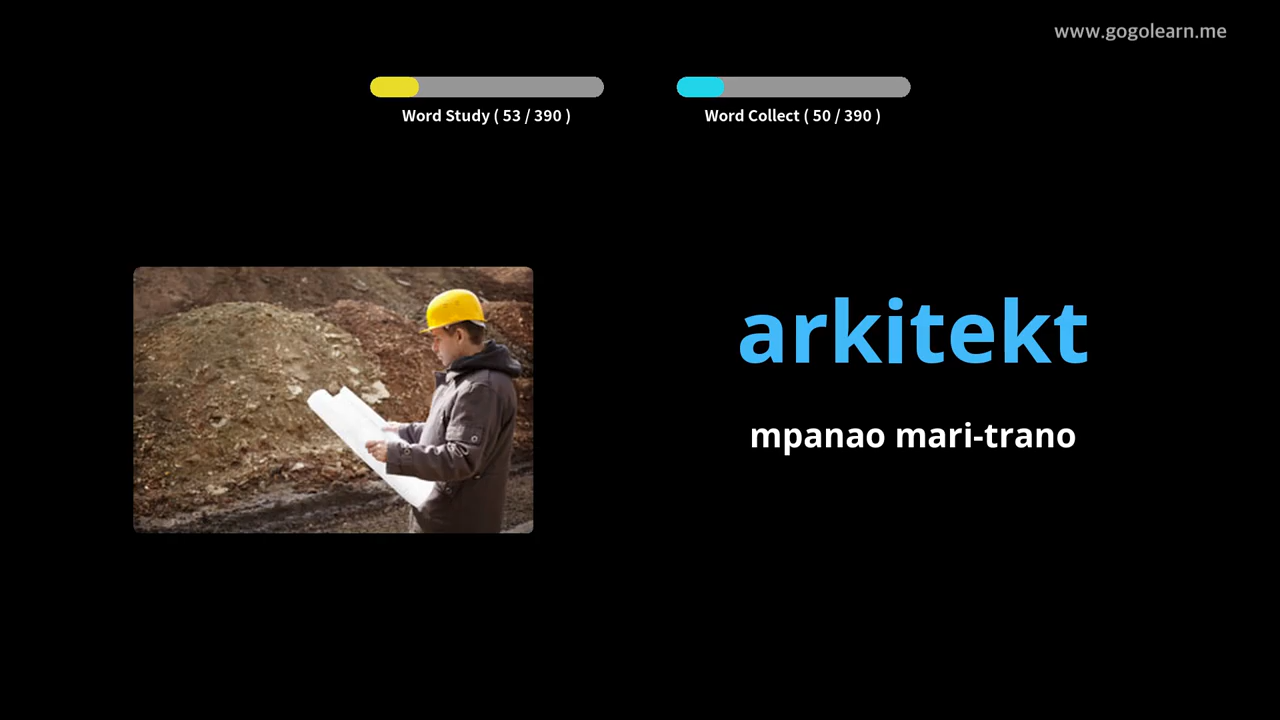 www.gogolearn.me
Word Study ( 53 / 390 )
Word Collect ( 50 / 390 )
arkitekt
mpanao mari-trano